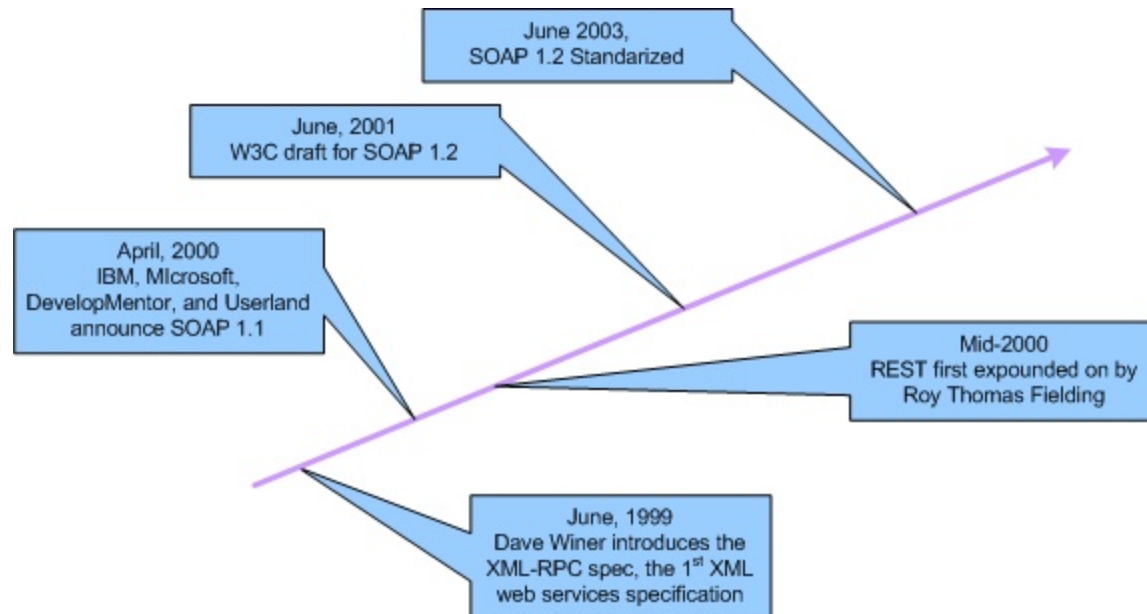 June 2003,
SOAP 1.2 Standarized
June, 2001
W3C draft for SOAP 1.2
April, 2000
IBM, MIcrosoft,
DevelopMentor, and Userland
announce SOAP 1.1
Mid-2000
REST first expounded on by
Roy Thomas Fielding
June, 1999
Dave Winer introduces the
XML-RPC spec, the 1st XML
web services specification